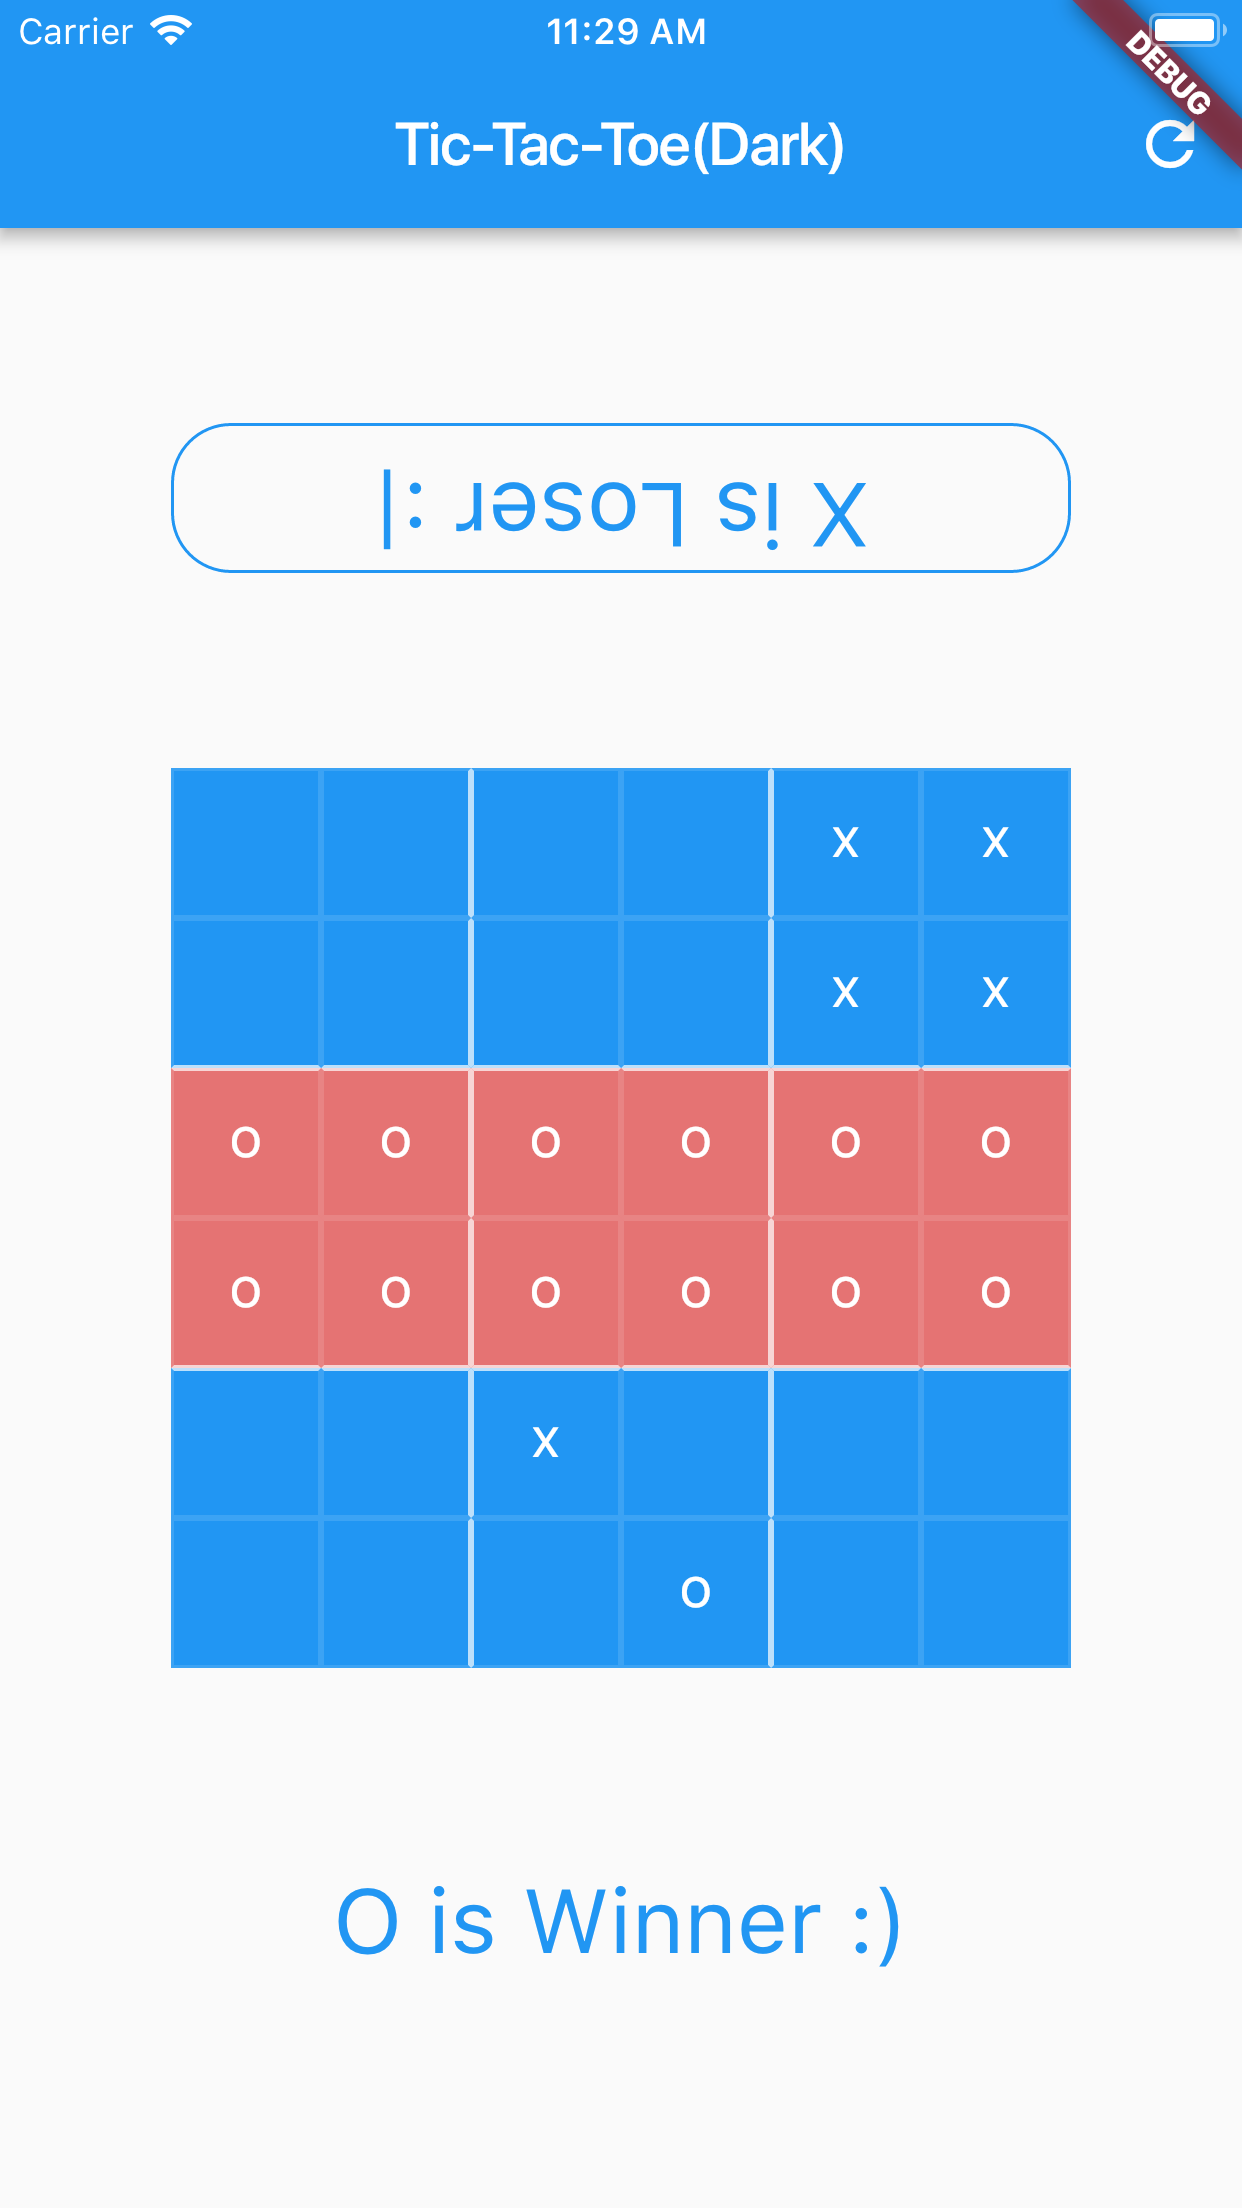 Carrier 11:29 AM
DEBUG
Tic-Tac-Toe(Dark)
X is Loser :|
x x
x x
o o o o o o
o o o o o o
x
o
O is Winner :)